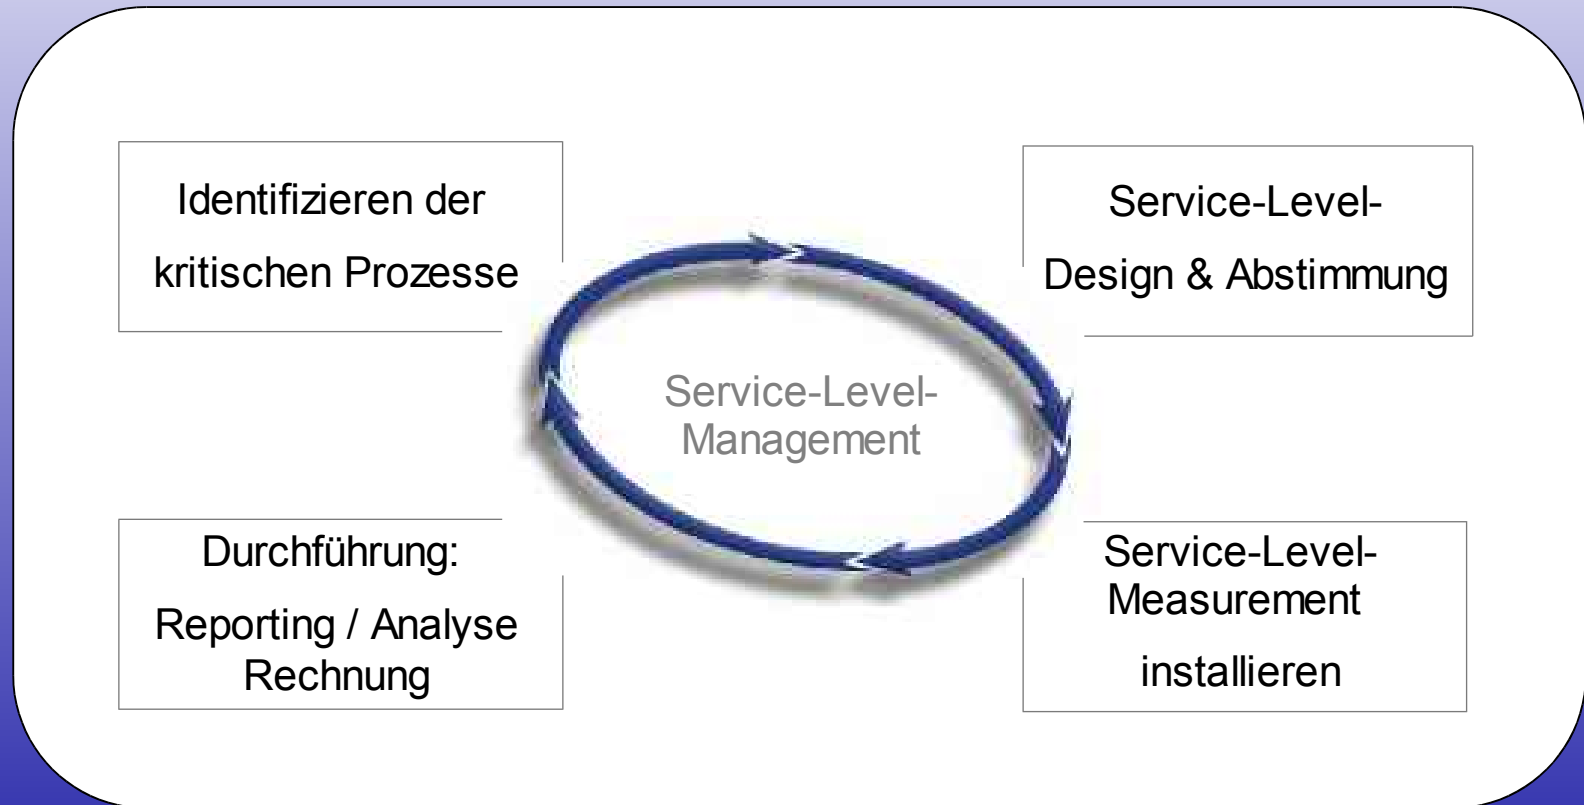 Identifizieren der
kritischen Prozesse
Service-Level-
Design & Abstimmung
Service-Level-
Management
Durchführung:
Reporting / Analyse
Rechnung
Service-Level-
Measurement
installieren